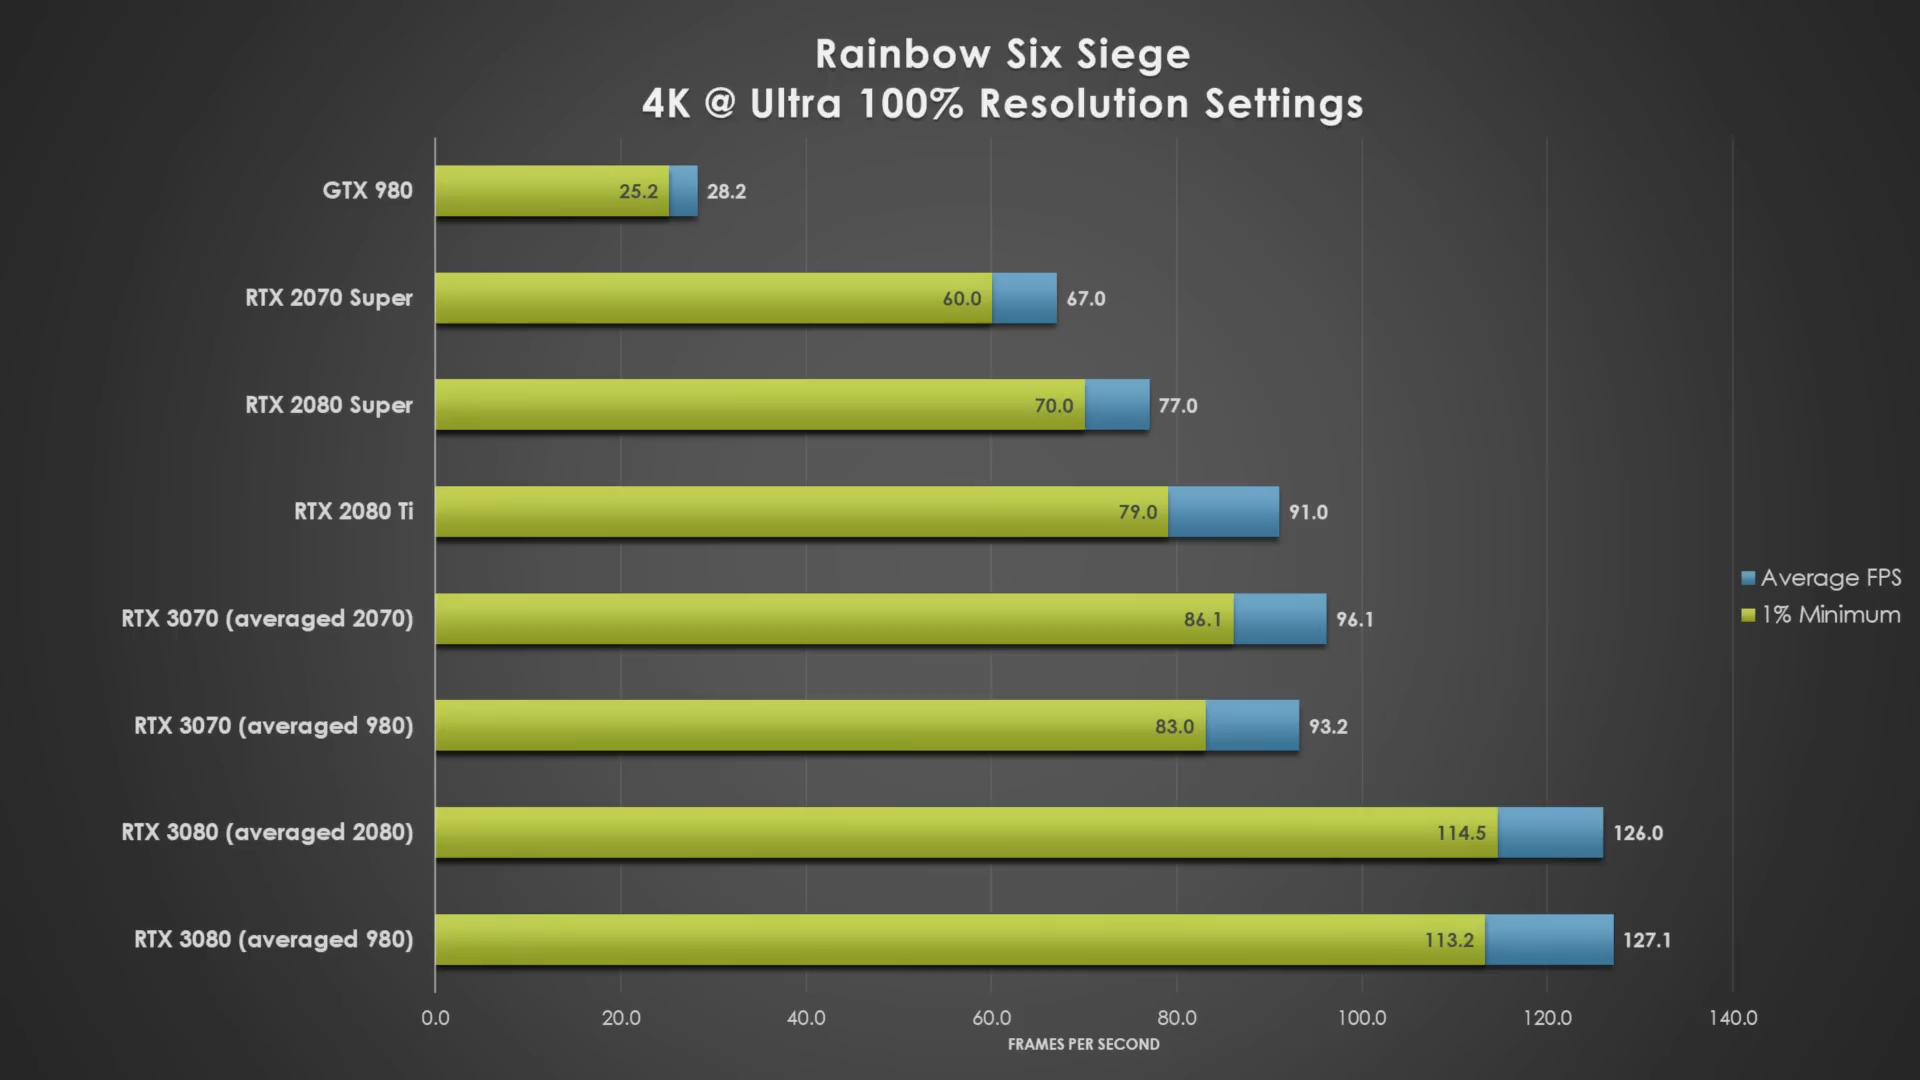 Rainbow Six Siege
4K @ Ultra 100% Resolution Settings
GTX 980
25.2
28.2
RTX 2070 Super
60.0
67.0
RTX 2080 Super
70.0
77.0
RTX 2080 Ti
79.0
91.0
RTX 3070 (averaged 2070)
86.1
96.1
RTX 3070 (averaged 980)
83.0
93.2
RTX 3080 (averaged 2080)
114.5
126.0
RTX 3080 (averaged 980)
113.2
127.1
Average FPS
1% Minimum
0.0 20.0 40.0 60.0 80.0 100.0 120.0 140.0
FRAMES PER SECOND